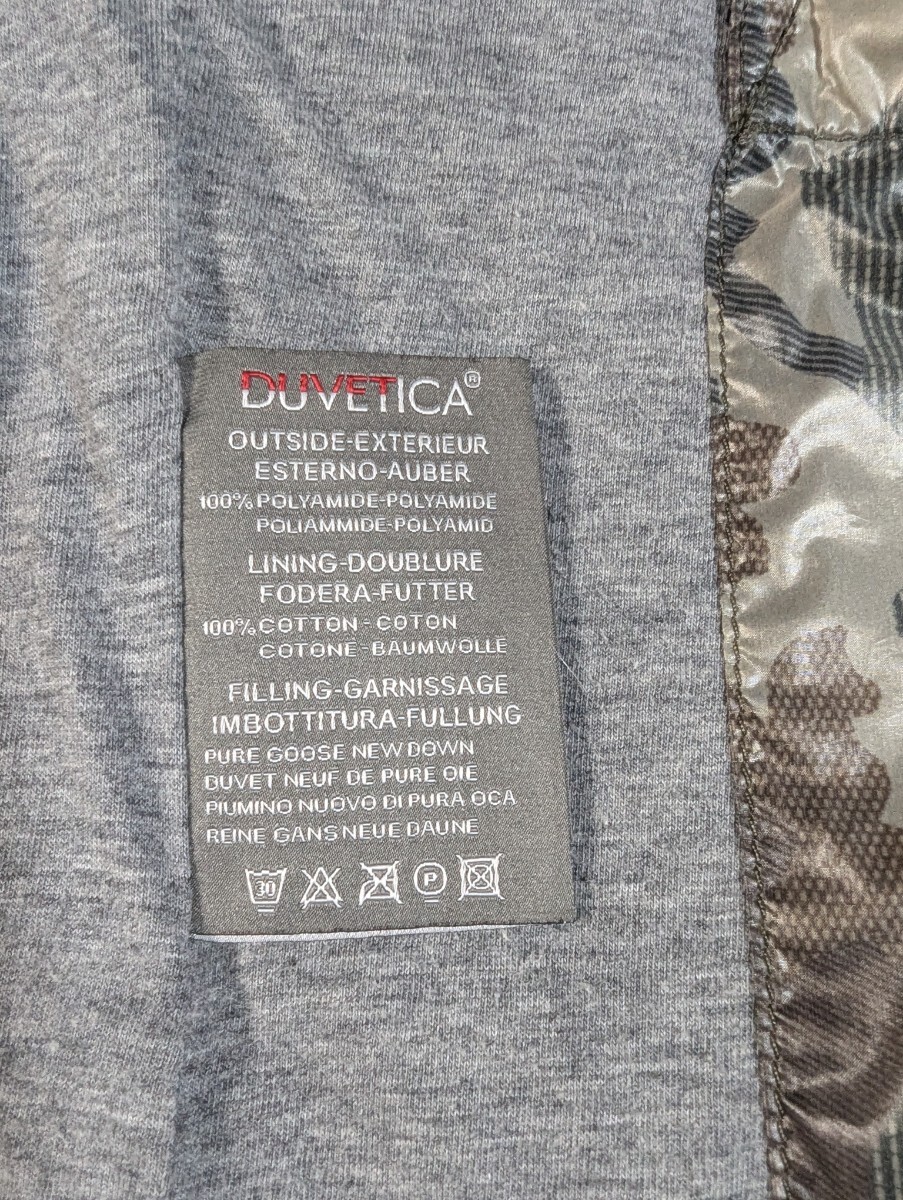 DUVETICA®
OUTSIDE-EXTERIEUR
ESTERNO-AUBER
100% POLYAMIDE-POLYAMIDE
POLIAMMIDE-POLYAMID
LINING-DOUBLURE
FODERA-FUTTER
100% COTTON - COTON
COTONE - BAUMWOLLE
FILLING-GARNISSAGE
IMBOTTITURA-FULLUNG
PURE GOOSE NEW DOWN
DUVET NEUF DE PURE OIE
PIUMINO NUOVO DI PURA OCA
REINE GANS NEUE DAUNE
30 P